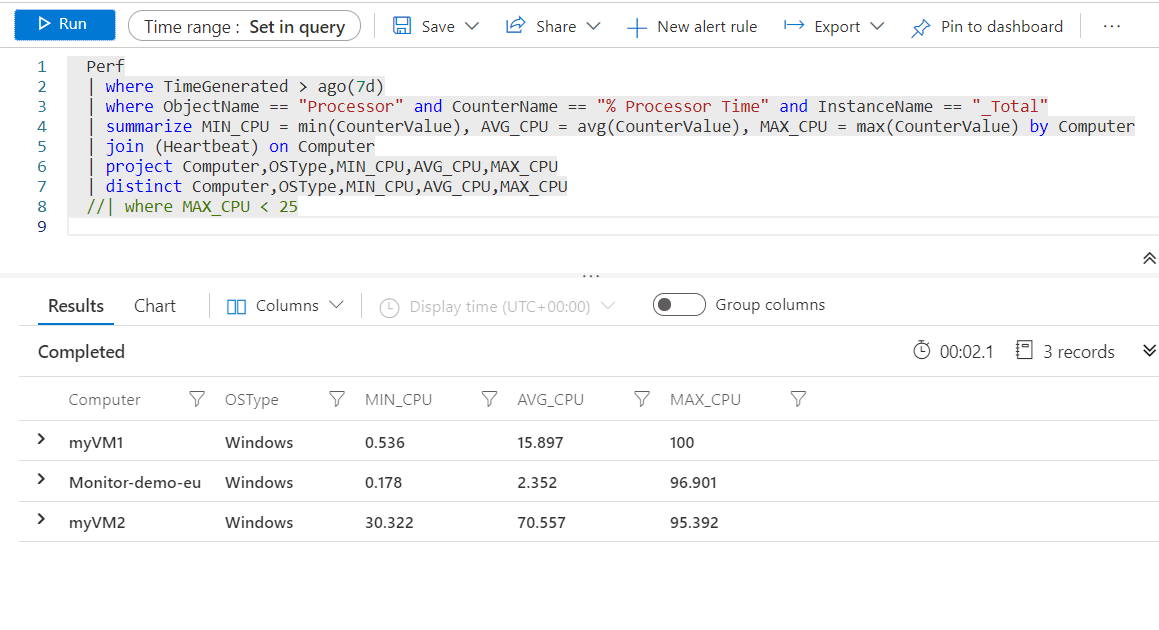 Run Time range : Set in query Save Share New alert rule Export Pin to dashboard ...
1 Perf
2 | where TimeGenerated > ago(7d)
3 | where ObjectName == "Processor" and CounterName == "% Processor Time" and InstanceName == "_Total"
4 | summarize MIN_CPU = min(CounterValue), AVG_CPU = avg(CounterValue), MAX_CPU = max(CounterValue) by Computer
5 | join (Heartbeat) on Computer
6 | project Computer,OSType,MIN_CPU,AVG_CPU,MAX_CPU
7 | distinct Computer,OSType,MIN_CPU,AVG_CPU,MAX_CPU
8 //| where MAX_CPU < 25
9
...
Results Chart Columns Display time (UTC+00:00) Group columns
Completed 00:02.1 3 records
Computer OSType MIN_CPU AVG_CPU MAX_CPU
myVM1 Windows 0.536 15.897 100
Monitor-demo-eu Windows 0.178 2.352 96.901
myVM2 Windows 30.322 70.557 95.392